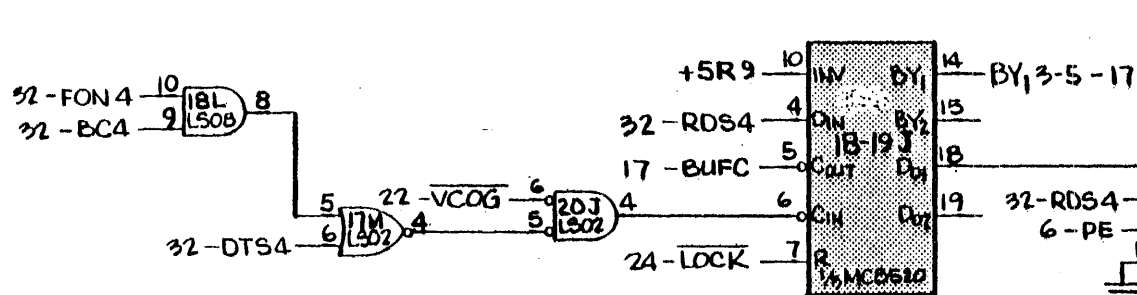 +5R9 10 INV BY1 14 BY1 3-5-17
32-FON4 10 18L 8
32-BC4 9 LS08
32-RDS4 4 DIN BY2 15
18-19J
17-BUFC 5 COUT DO1 18
22-VCOG 6 20J 4
5 LS02
6 CIN DO2 19
32-RDS4
6-PE
5 17M 4
32-DTS4 6 LS02
24-LOCK 7 R